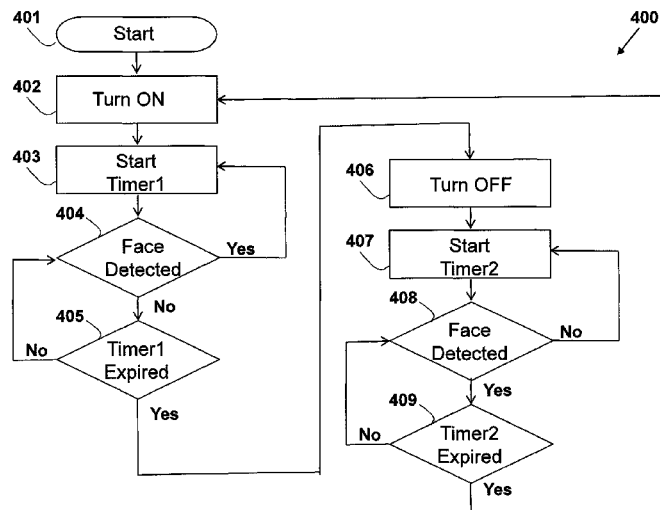 400
401
Start
402
Turn ON
403
Start
Timer1
404
Face
Detected
Yes
No
405
Timer1
Expired
No
Yes
406
Turn OFF
407
Start
Timer2
408
Face
Detected
No
Yes
409
Timer2
Expired
No
Yes